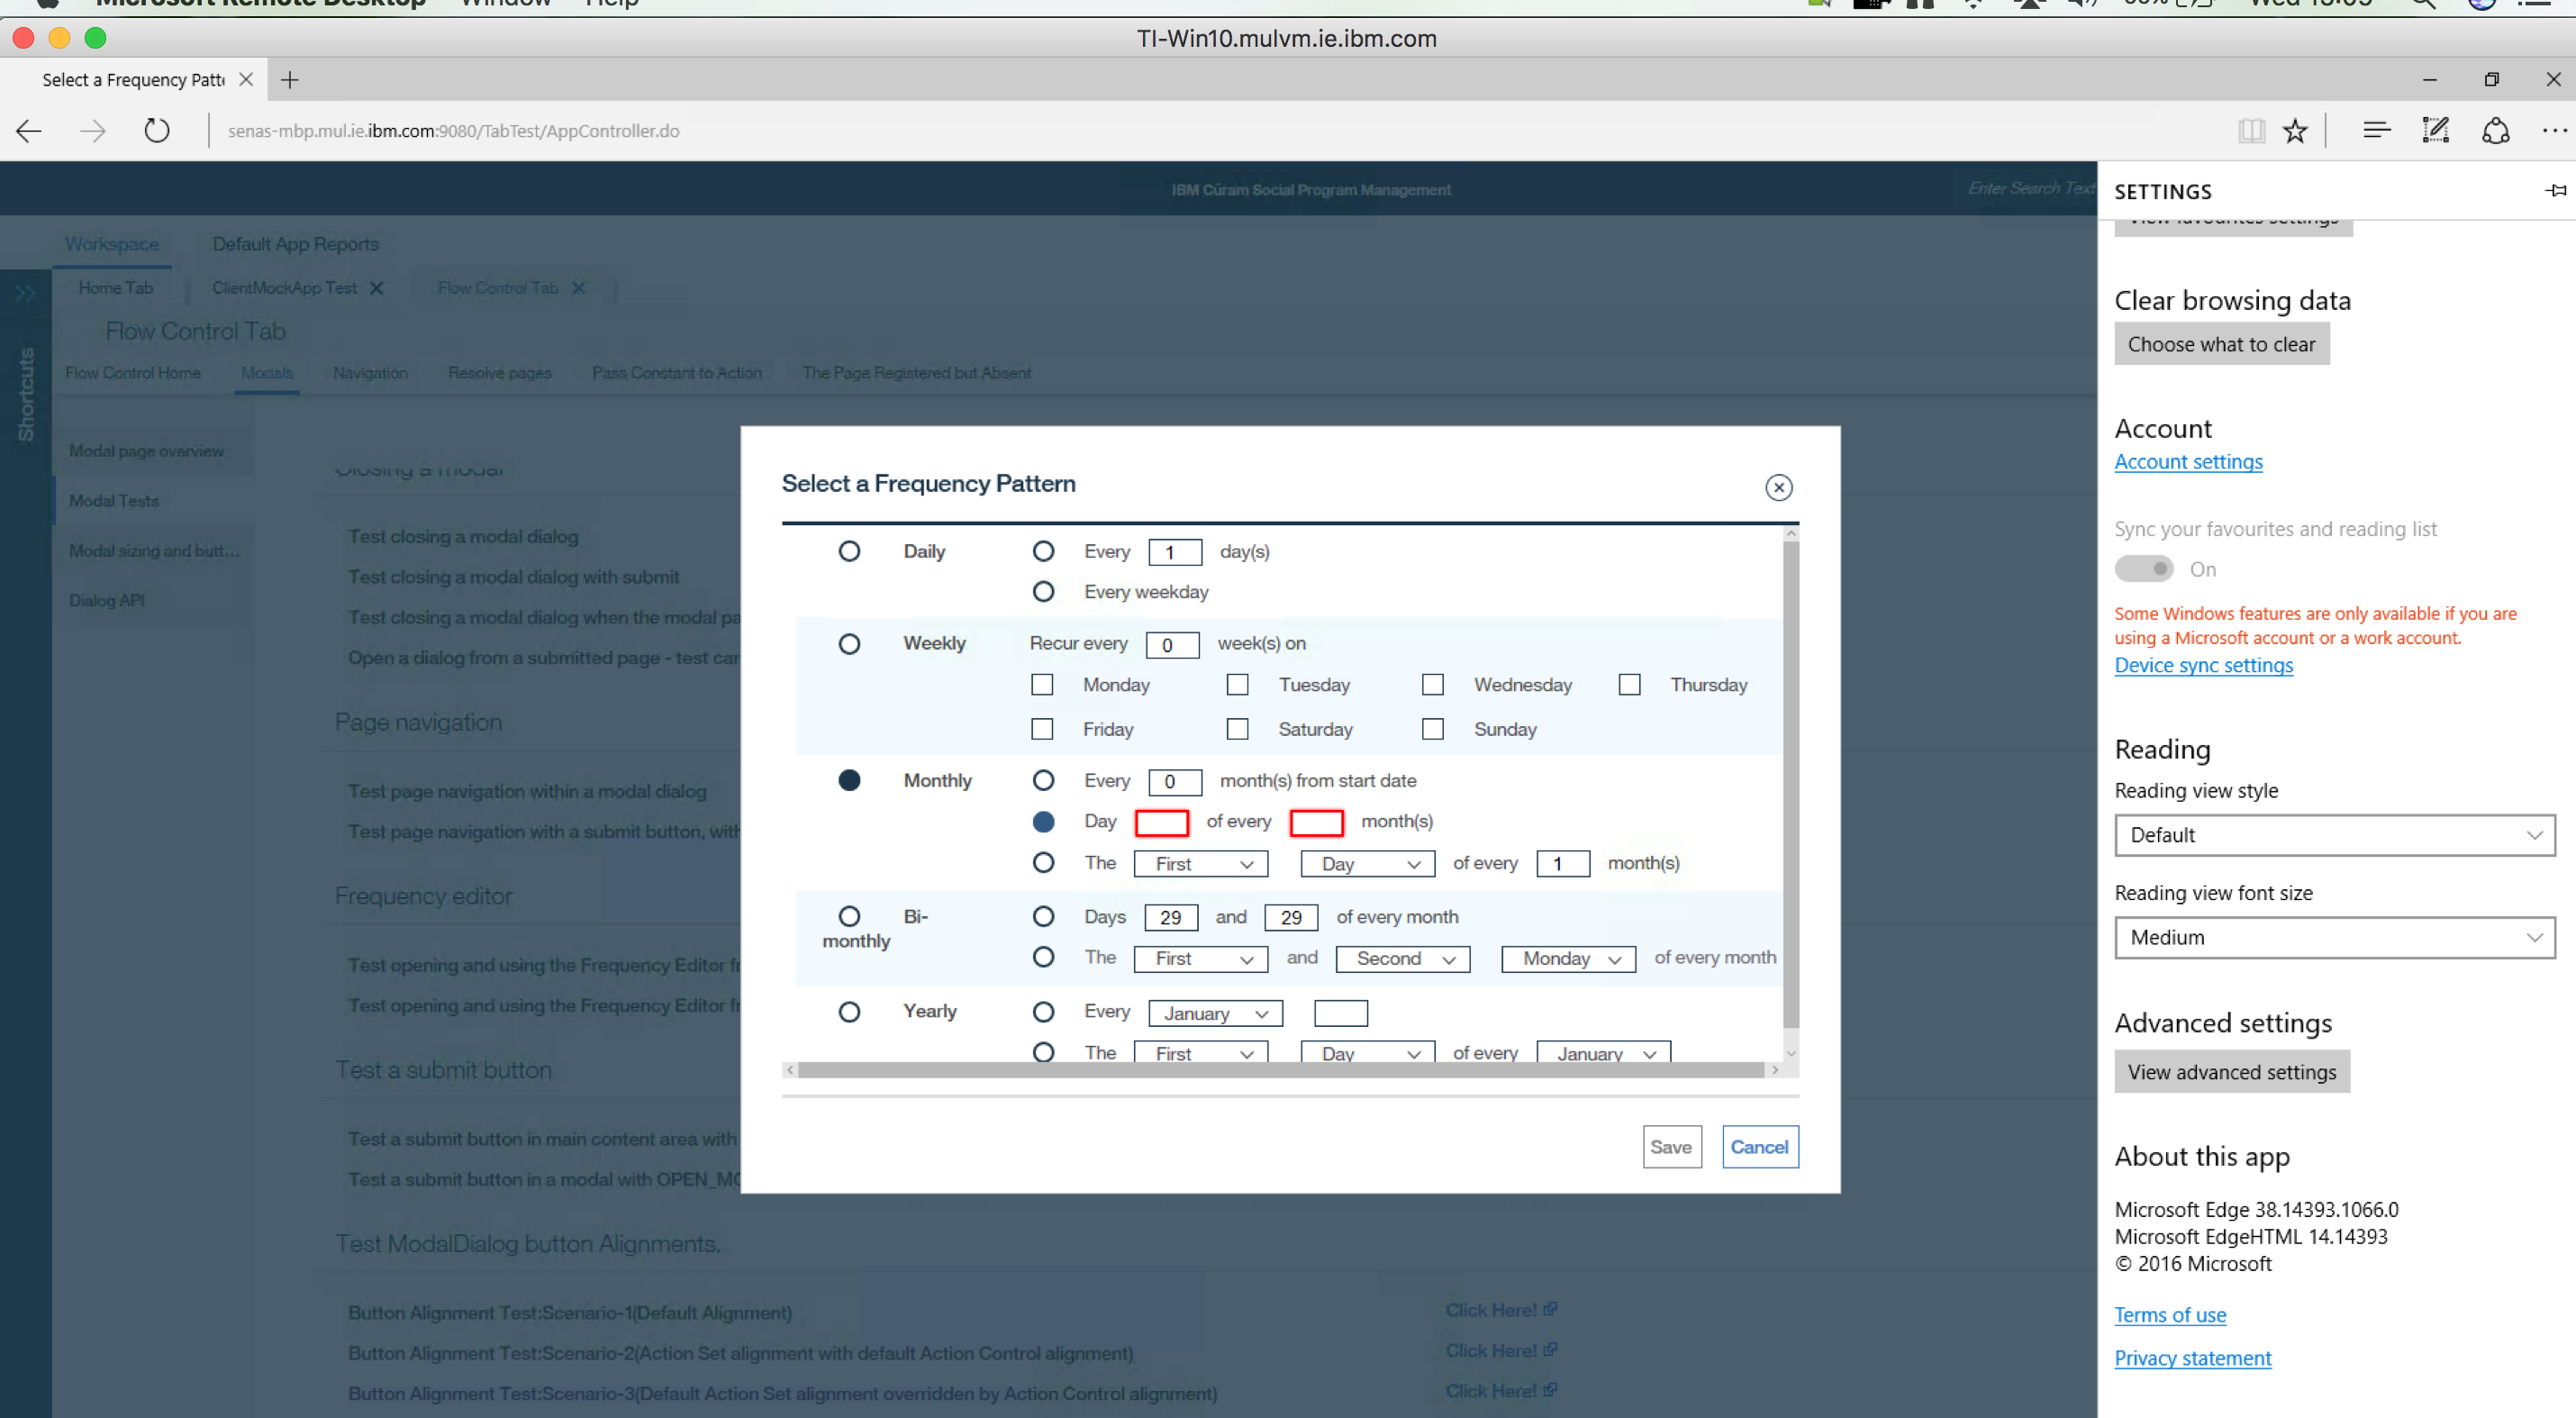 Microsoft Remote Desktop Window Help Wed
TI-Win10.mulvm.ie.ibm.com
Select a Frequency Patte
senas-mbp.mul.ie.ibm.com:9080/TabTest/AppController.do
IBM Cúram Social Program Management
Enter Search Text
Workspace Default App Reports
Home Tab ClientMockApp Test Flow Control Tab
Flow Control Tab
Flow Control Home Modals Navigation Resolve pages Pass Constant to Action The Page Registered but Absent
Shortcuts
Modal page overview
Modal Tests
Modal sizing and butt...
Dialog API
Closing a modal
Test closing a modal dialog
Test closing a modal dialog with submit
Test closing a modal dialog when the modal pa
Open a dialog from a submitted page - test can
Page navigation
Test page navigation within a modal dialog
Test page navigation with a submit button, with
Frequency editor
Test opening and using the Frequency Editor fr
Test opening and using the Frequency Editor fr
Test a submit button
Test a submit button in main content area with
Test a submit button in a modal with OPEN_MO
Test ModalDialog button Alignments.
Button Alignment Test:Scenario-1(Default Alignment) Click Here!
Button Alignment Test:Scenario-2(Action Set alignment with default Action Control alignment) Click Here!
Button Alignment Test:Scenario-3(Default Action Set alignment overridden by Action Control alignment) Click Here!
Select a Frequency Pattern
Daily Every 1 day(s)
Every weekday
Weekly Recur every 0 week(s) on
Monday Tuesday Wednesday Thursday
Friday Saturday Sunday
Monthly Every 0 month(s) from start date
Day of every month(s)
The First Day of every 1 month(s)
Bi-
monthly
Days 29 and 29 of every month
The First and Second Monday of every month
Yearly Every January
The First Day of every January
Save Cancel
SETTINGS
View favourites settings
Clear browsing data
Choose what to clear
Account
Account settings
Sync your favourites and reading list
On
Some Windows features are only available if you are
using a Microsoft account or a work account.
Device sync settings
Reading
Reading view style
Default
Reading view font size
Medium
Advanced settings
View advanced settings
About this app
Microsoft Edge 38.14393.1066.0
Microsoft EdgeHTML 14.14393
© 2016 Microsoft
Terms of use
Privacy statement